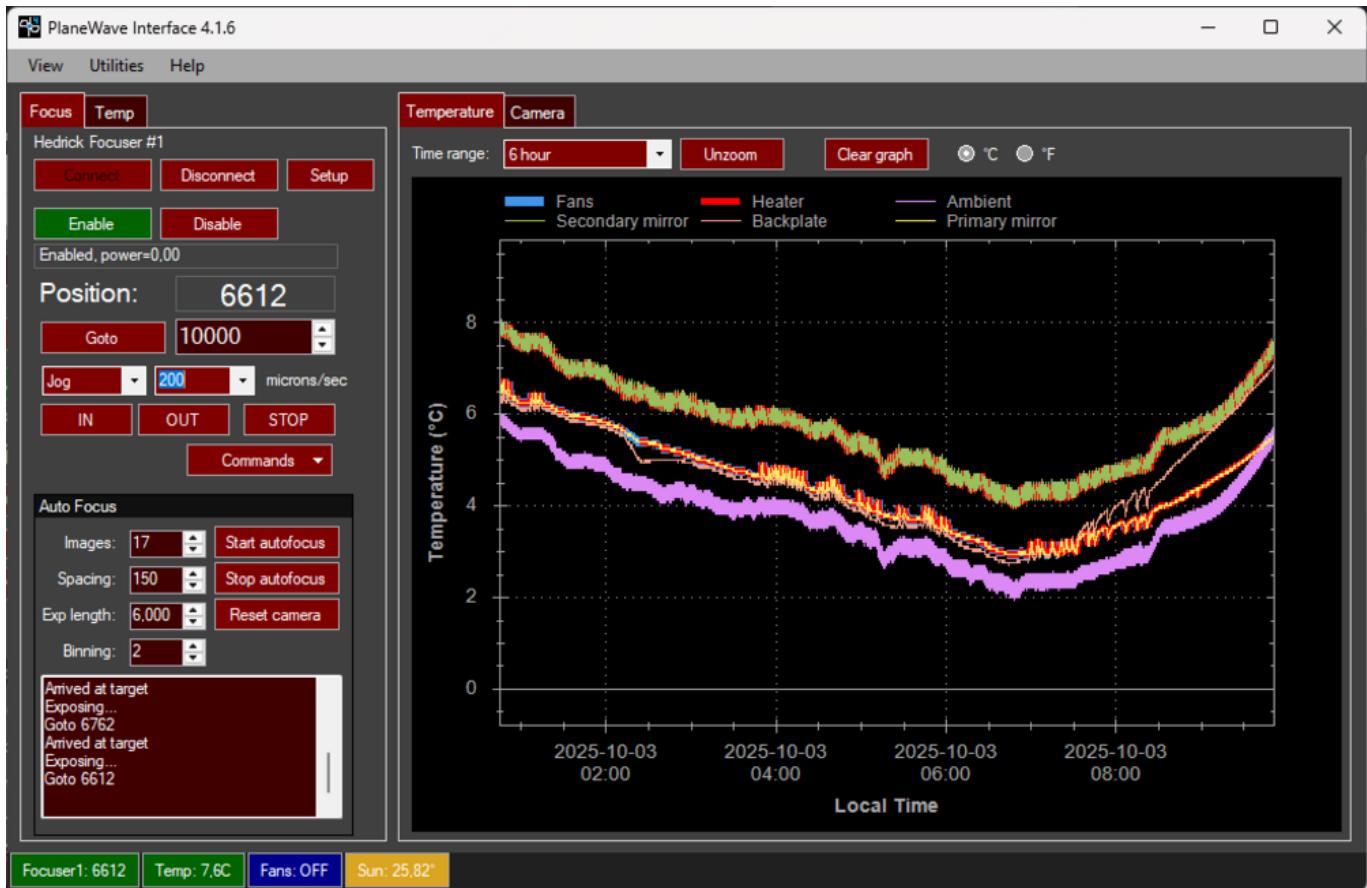 PlaneWave Interface 4.1.6
View Utilities Help
Focus Temp
Hedrick Focuser #1
Connect Disconnect Setup
Enable Disable
Enabled, power=0,00
Position: 6612
Goto 10000
Jog 200 microns/sec
IN OUT STOP
Commands
Auto Focus
Images: 17 Start autofocus
Spacing: 150 Stop autofocus
Exp length: 6,000 Reset camera
Binning: 2
Arrived at target
Exposing...
Goto 6762
Arrived at target
Exposing...
Goto 6612
Temperature Camera
Time range: 6 hour Unzoom Clear graph °C °F
Fans Heater Ambient
Secondary mirror Backplate Primary mirror
Temperature (°C)
8
6
4
2
0
2025-10-03 2025-10-03 2025-10-03 2025-10-03
02:00 04:00 06:00 08:00
Local Time
Focuser1: 6612 Temp: 7,6C Fans: OFF Sun: 25,82°